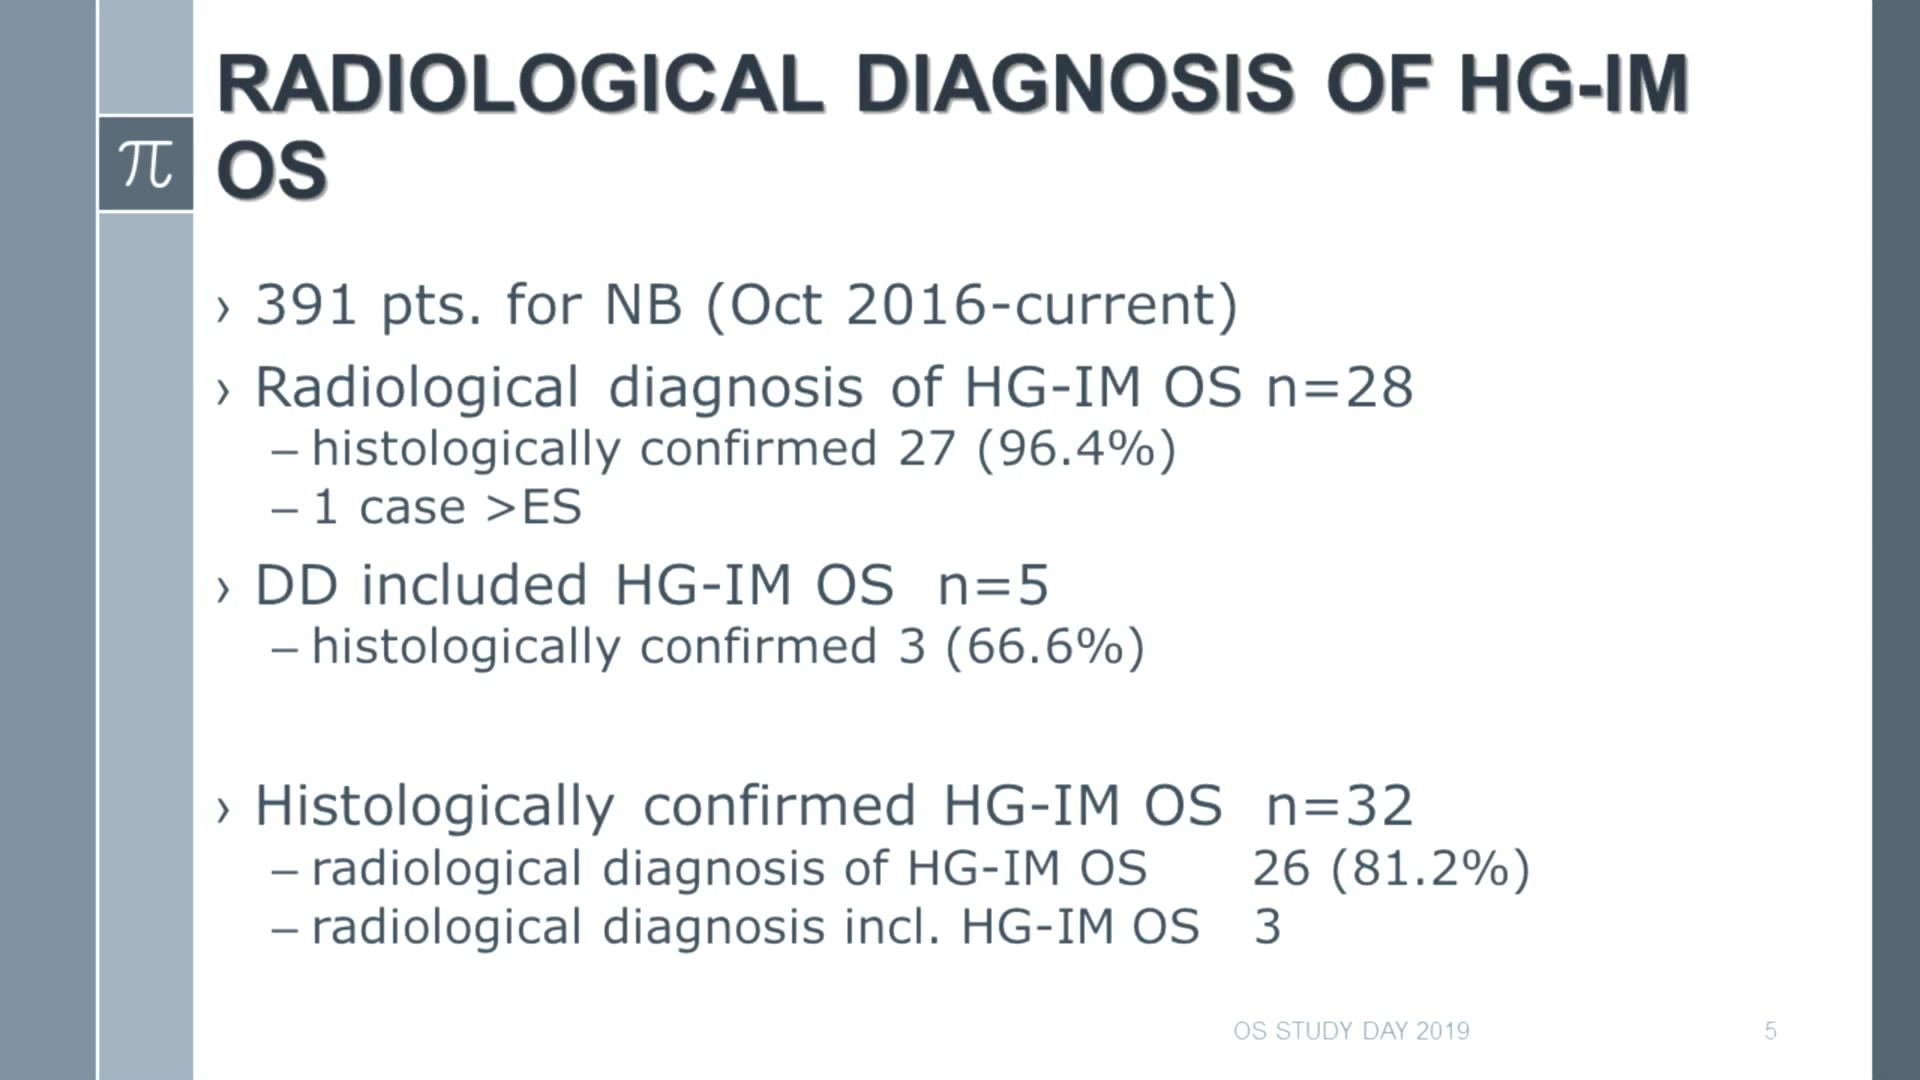 RADIOLOGICAL DIAGNOSIS OF HG-IM
OS
π
› 391 pts. for NB (Oct 2016-current)
› Radiological diagnosis of HG-IM OS n=28
– histologically confirmed 27 (96.4%)
– 1 case >ES
› DD included HG-IM OS n=5
– histologically confirmed 3 (66.6%)
› Histologically confirmed HG-IM OS n=32
– radiological diagnosis of HG-IM OS 26 (81.2%)
– radiological diagnosis incl. HG-IM OS 3
OS STUDY DAY 2019 5